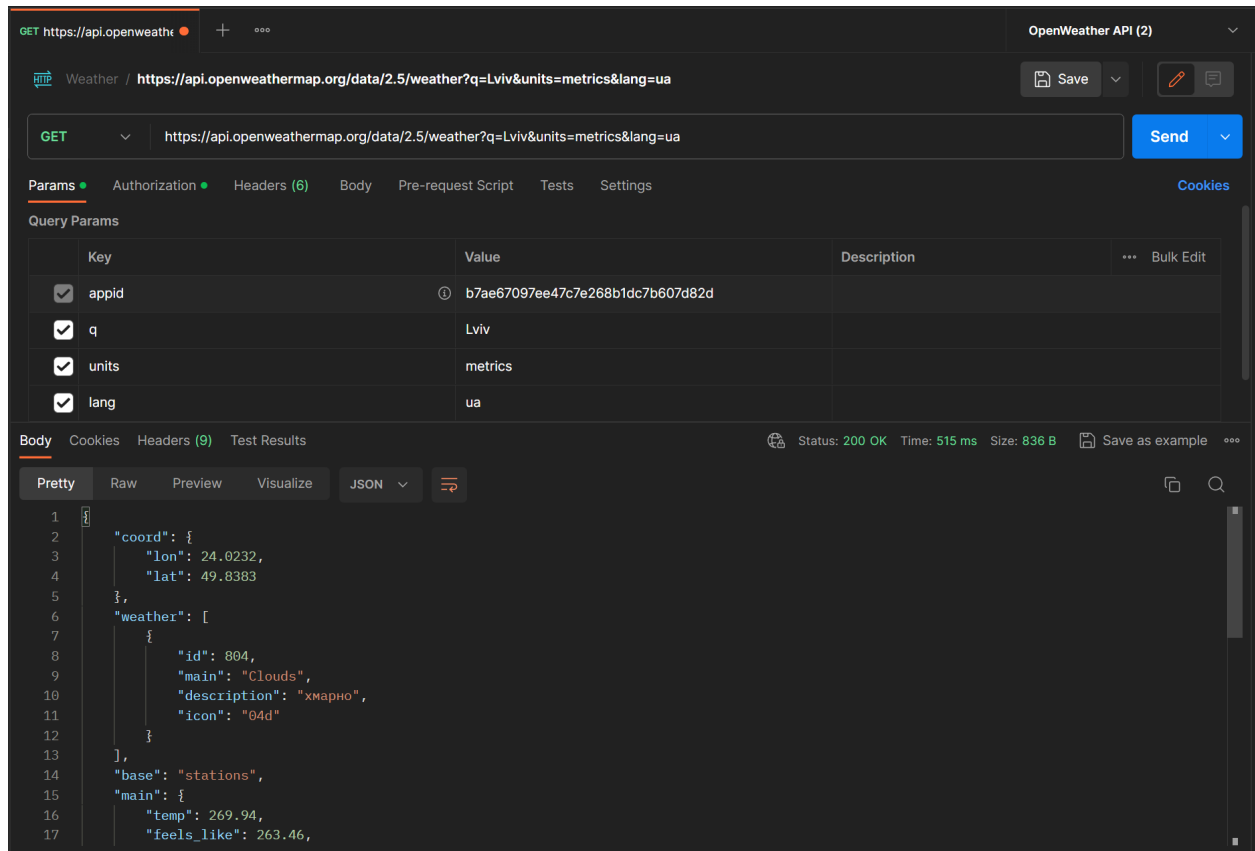 GET https://api.openweathe
OpenWeather API (2)
HTTP Weather / https://api.openweathermap.org/data/2.5/weather?q=Lviv&units=metrics&lang=ua
Save
GET https://api.openweathermap.org/data/2.5/weather?q=Lviv&units=metrics&lang=ua Send
Params Authorization Headers (6) Body Pre-request Script Tests Settings Cookies
Query Params
Key Value Description Bulk Edit
appid b7ae67097ee47c7e268b1dc7b607d82d
q Lviv
units metrics
lang ua
Body Cookies Headers (9) Test Results Status: 200 OK Time: 515 ms Size: 836 B Save as example
Pretty Raw Preview Visualize JSON
1 {
2 "coord": {
3 "lon": 24.0232,
4 "lat": 49.8383
5 },
6 "weather": [
7 {
8 "id": 804,
9 "main": "Clouds",
10 "description": "хмарно",
11 "icon": "04d"
12 }
13 ],
14 "base": "stations",
15 "main": {
16 "temp": 269.94,
17 "feels_like": 263.46,